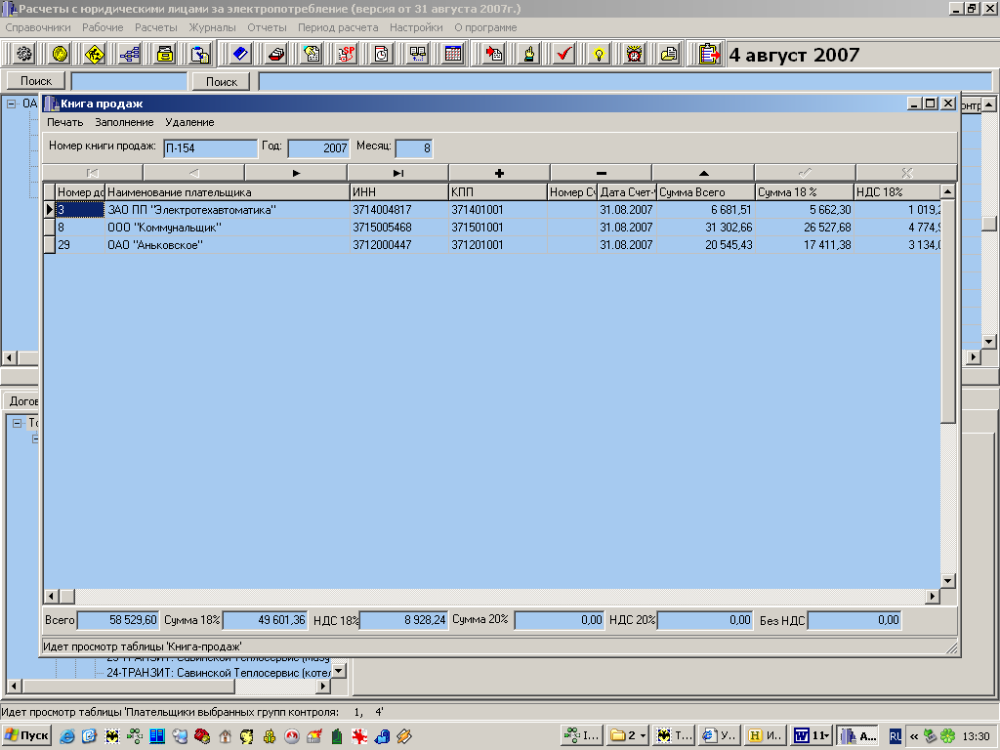 Расчеты с юридическими лицами за электропотребление (версия от 31 августа 2007г.)
Справочники Рабочие Расчеты Журналы Отчеты Период расчета Настройки О программе
4 август 2007
Поиск Поиск
ОА
Книга продаж
Печать Заполнение Удаление
Номер книги продаж: П-154 Год: 2007 Месяц: 8
Номер до Наименование плательщика ИНН КПП Номер Сч Дата Счет- Сумма Всего Сумма 18 % НДС 18%
3 ЗАО ПП "Электротехавтоматика" 3714004817 371401001 31.08.2007 6 681,51 5 662,30 1 019,2
8 ООО "Коммунальщик" 3715005468 371501001 31.08.2007 31 302,66 26 527,68 4 774,9
29 ОАО "Аньковское" 3712000447 371201001 31.08.2007 20 545,43 17 411,38 3 134,0
Догов
То
Всего 58 529,60 Сумма 18% 49 601,36 НДС 18% 8 928,24 Сумма 20% 0,00 НДС 20% 0,00 Без НДС 0,00
Идет просмотр таблицы 'Книга-продаж'
24-ТРАНЗИТ: Савинской Теплосервис (котел
Идет просмотр таблицы 'Плательщики выбранных групп контроля: 1, 4'
Пуск I... 2 Т... У... И... 11 А... RL 13:30